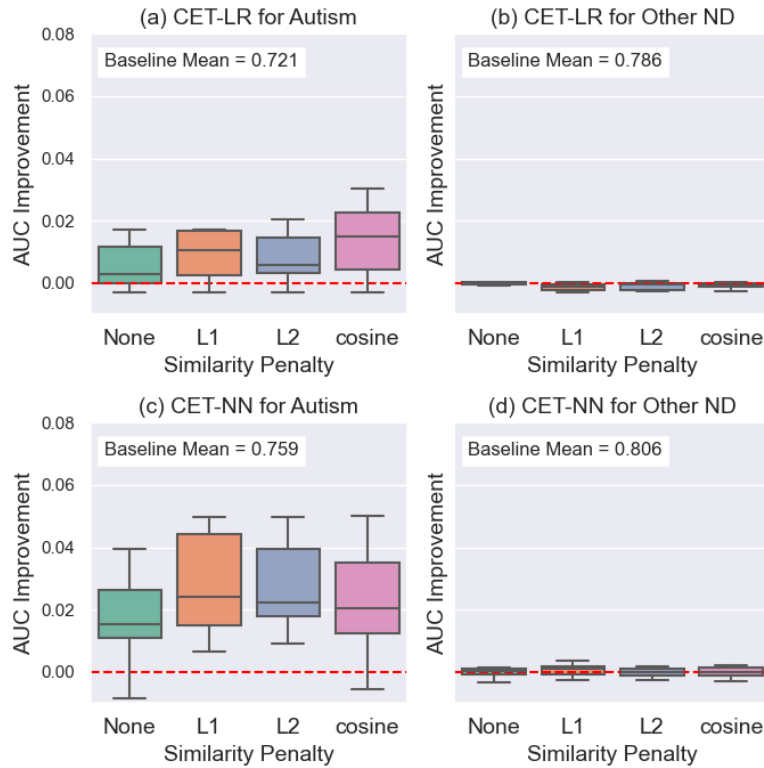 (a) CET-LR for Autism
(b) CET-LR for Other ND
0.08
Baseline Mean = 0.721
Baseline Mean = 0.786
0.06
0.04
0.02
0.00
AUC Improvement
AUC Improvement
None L1 L2 cosine
None L1 L2 cosine
Similarity Penalty
Similarity Penalty
(c) CET-NN for Autism
(d) CET-NN for Other ND
0.08
Baseline Mean = 0.759
Baseline Mean = 0.806
0.06
0.04
0.02
0.00
AUC Improvement
AUC Improvement
None L1 L2 cosine
None L1 L2 cosine
Similarity Penalty
Similarity Penalty